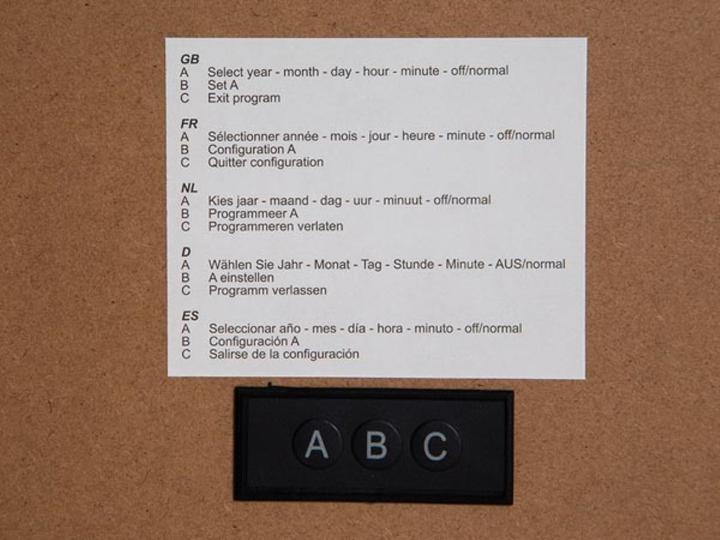 GB
A Select year - month - day - hour - minute - off/normal
B Set A
C Exit program
FR
A Sélectionner année - mois - jour - heure - minute - off/normal
B Configuration A
C Quitter configuration
NL
A Kies jaar - maand - dag - uur - minuut - off/normal
B Programmeer A
C Programmeren verlaten
D
A Wählen Sie Jahr - Monat - Tag - Stunde - Minute - AUS/normal
B A einstellen
C Programm verlassen
ES
A Seleccionar año - mes - día - hora - minuto - off/normal
B Configuración A
C Salirse de la configuración
A B C